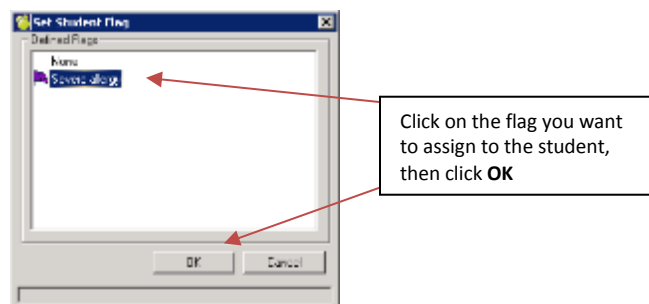 Set Student Flag
Defined Flags
None
Severe allergy
Click on the flag you want
to assign to the student,
then click OK
OK
Cancel